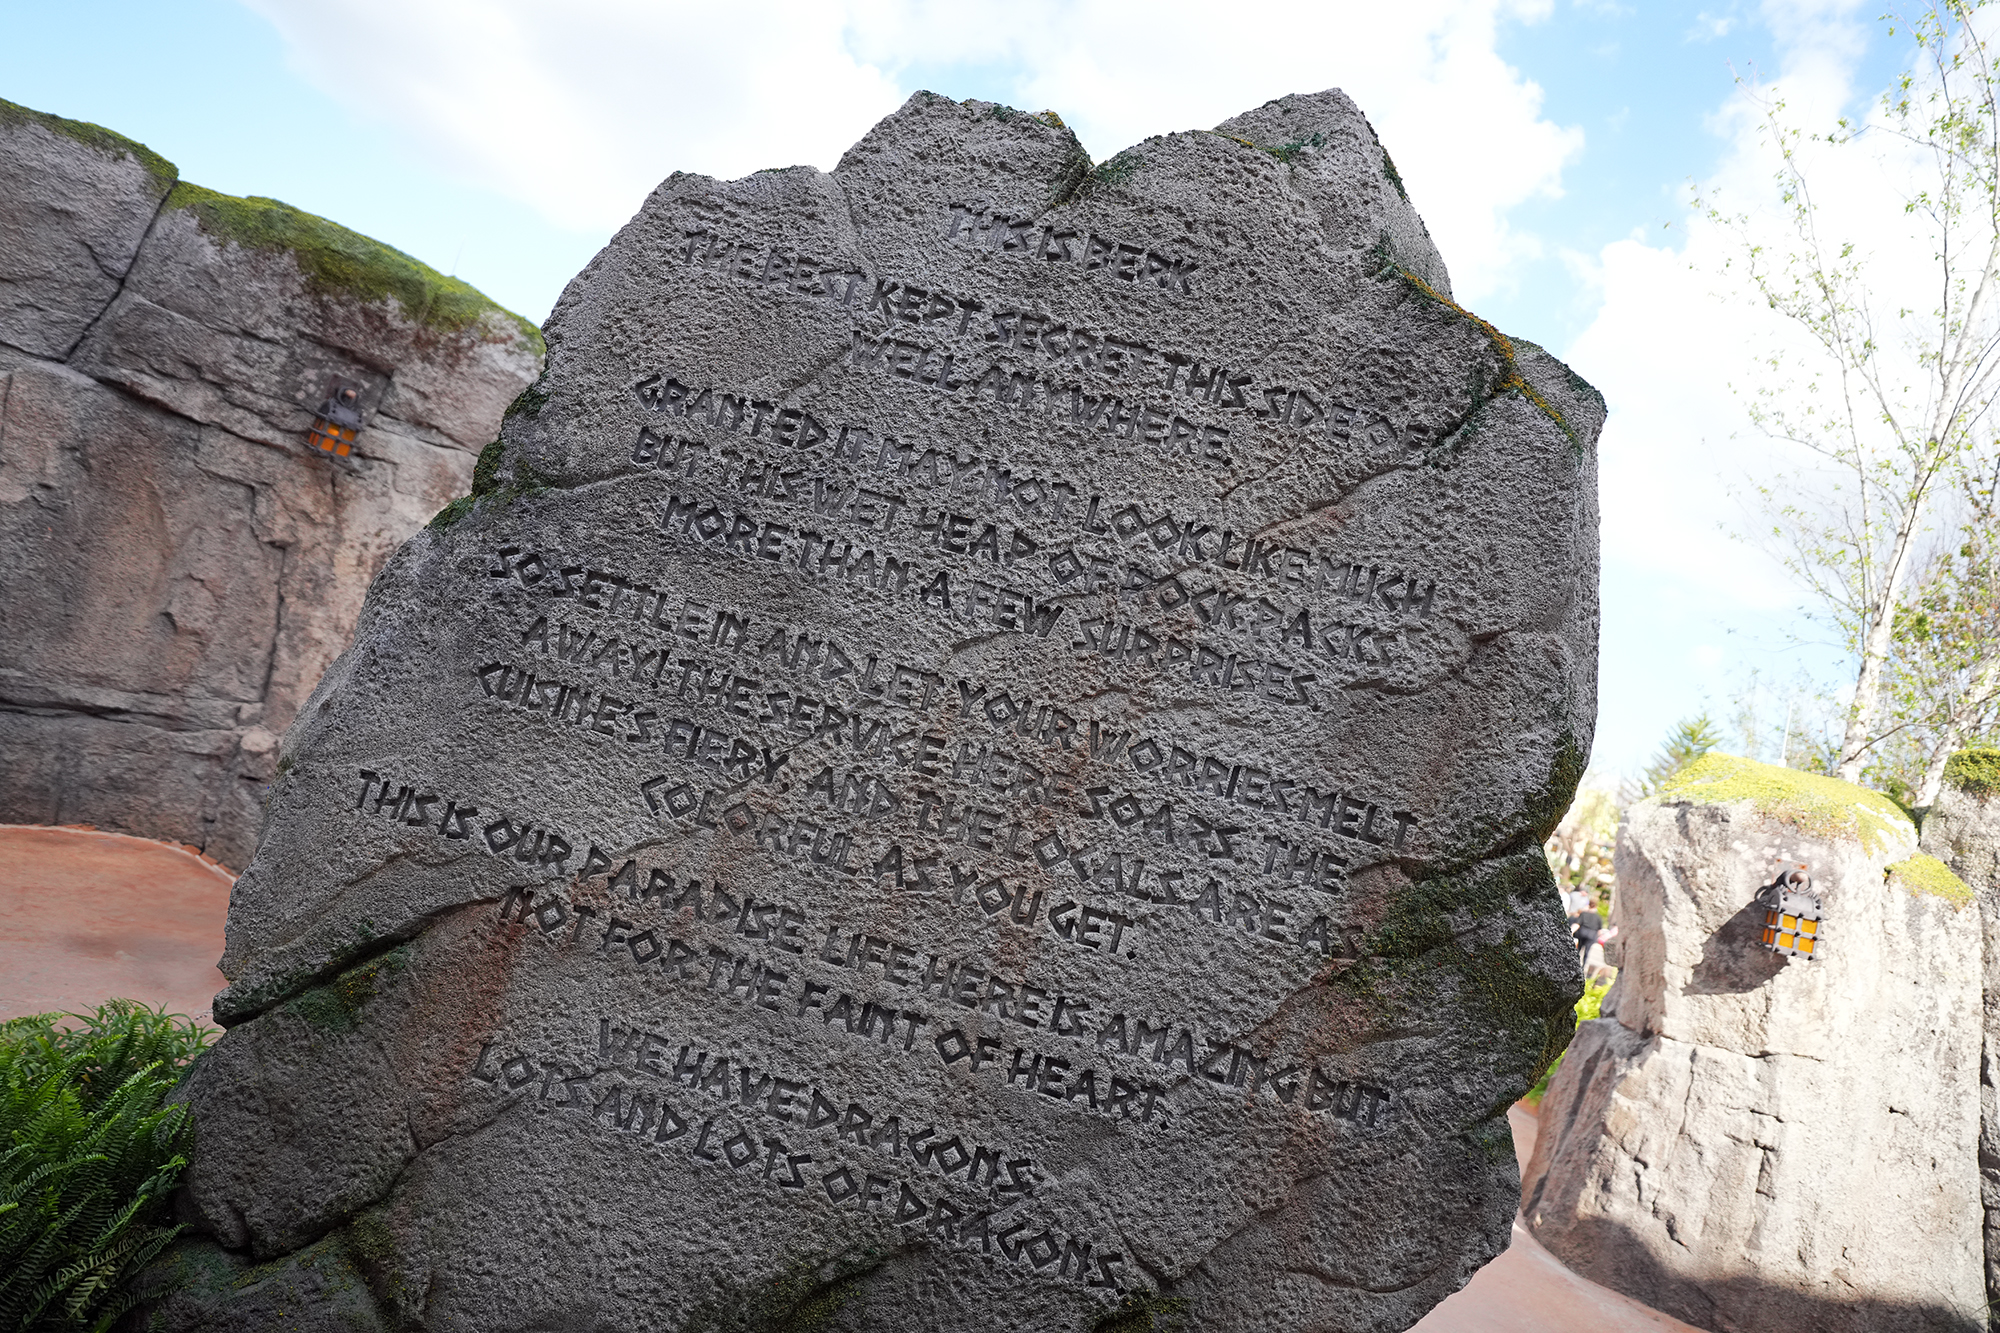 THIS IS BERK
THE BEST KEPT SECRET THIS SIDE OF
WELL ANYWHERE.
GRANTED IT MAY NOT LOOK LIKE MUCH
BUT THIS WET HEAP OF ROCK PACKS
MORE THAN A FEW SURPRISES.
SO SETTLE IN AND LET YOUR WORRIES MELT
AWAY! THE SERVICE HERE SOARS. THE
CUISINE'S FIERY, AND THE LOCALS ARE AS
COLORFUL AS YOU GET.
THIS IS OUR PARADISE. LIFE HERE IS AMAZING BUT
NOT FOR THE FAINT OF HEART.
WE HAVE DRAGONS.
LOTS AND LOTS OF DRAGONS.